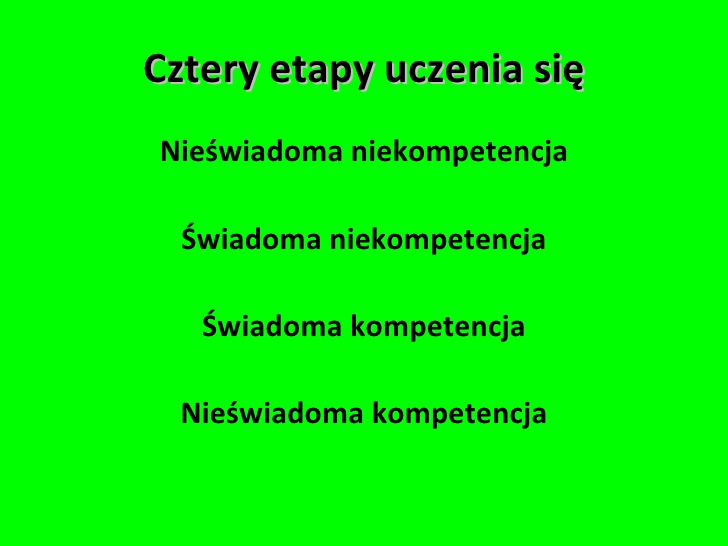 Cztery etapy uczenia się
Nieświadoma niekompetencja
Świadoma niekompetencja
Świadoma kompetencja
Nieświadoma kompetencja